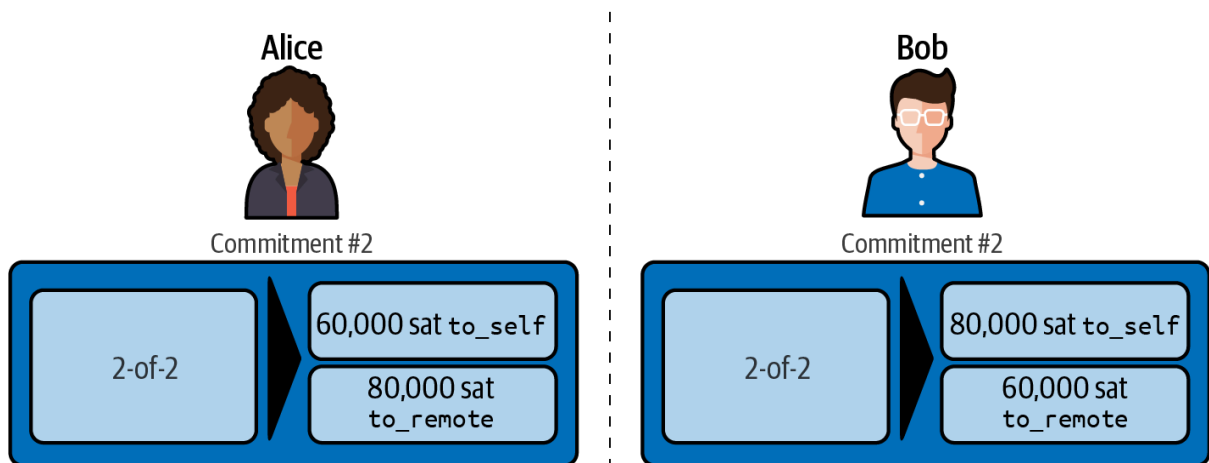 Alice
Commitment #2
2-of-2
60,000 sat to_self
80,000 sat
to_remote
Bob
Commitment #2
2-of-2
80,000 sat to_self
60,000 sat
to_remote